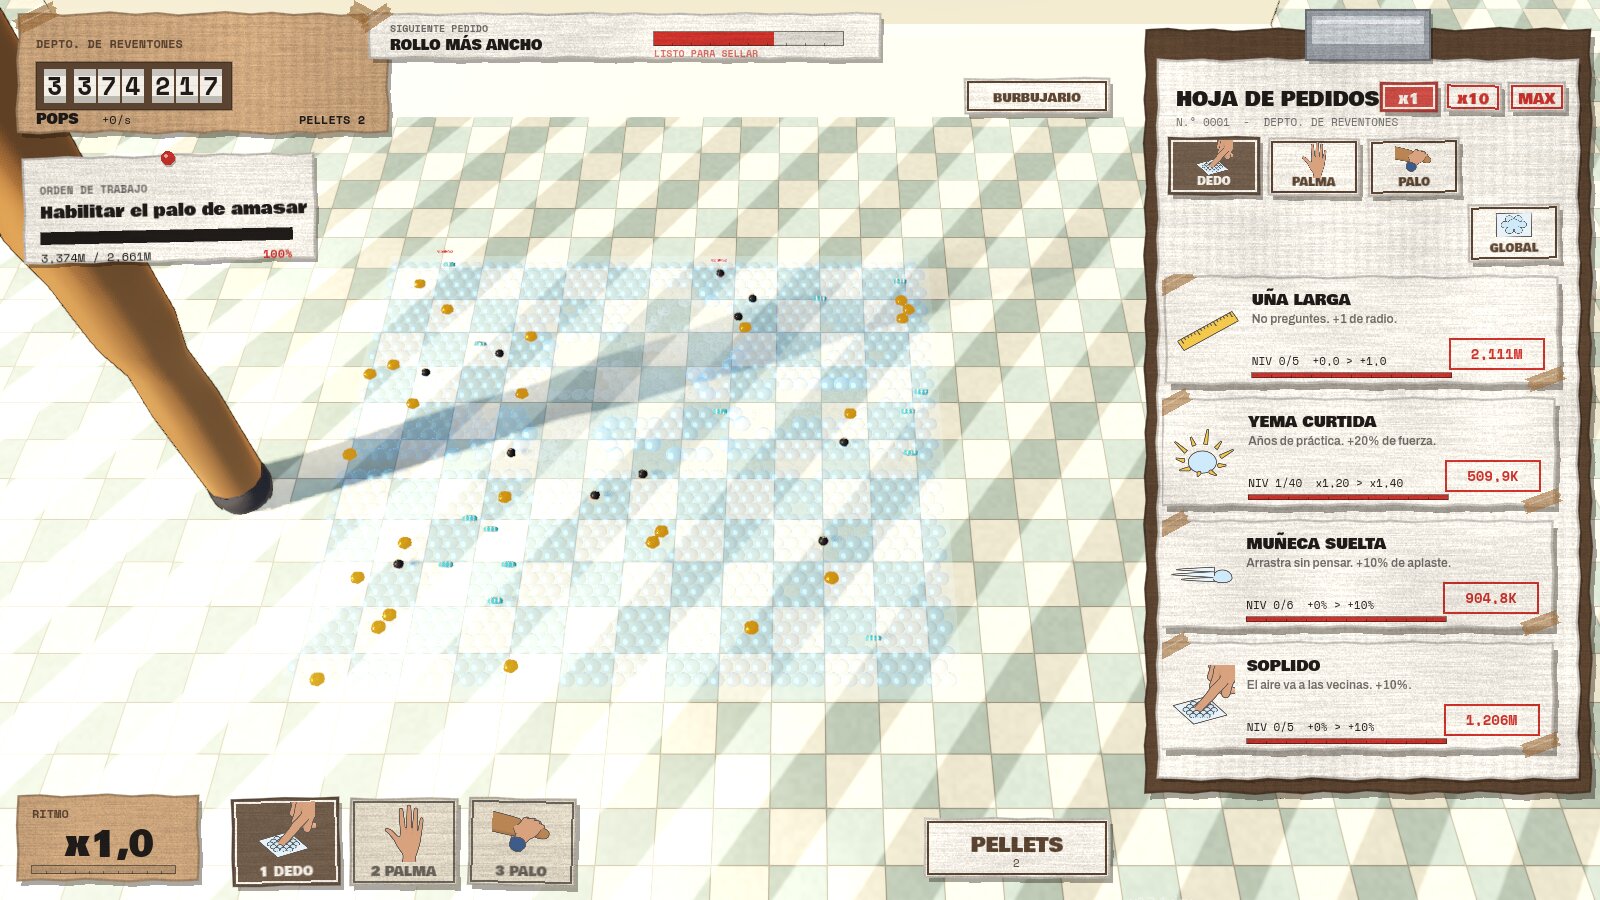 DEPTO. DE REVENTONES
3 374 217
POPS +0/s PELLETS 2
SIGUIENTE PEDIDO
ROLLO MÁS ANCHO
LISTO PARA SELLAR
BURBUJARIO
ORDEN DE TRABAJO
Habilitar el palo de amasar
3,374M / 2,661M 100%
HOJA DE PEDIDOS x1 x10 MAX
N.° 0001 - DEPTO. DE REVENTONES
DEDO PALMA PALO
GLOBAL
UÑA LARGA
No preguntes. +1 de radio.
NIV 0/5 +0,0 > +1,0
2,111M
YEMA CURTIDA
Años de práctica. +20% de fuerza.
NIV 1/40 x1,20 > x1,40
509,9K
MUÑECA SUELTA
Arrastra sin pensar. +10% de aplaste.
NIV 0/6 +0% > +10%
904,8K
SOPLIDO
El aire va a las vecinas. +10%.
NIV 0/5 +0% > +10%
1,206M
RITMO
x1,0
1 DEDO
2 PALMA
3 PALO
PELLETS
2